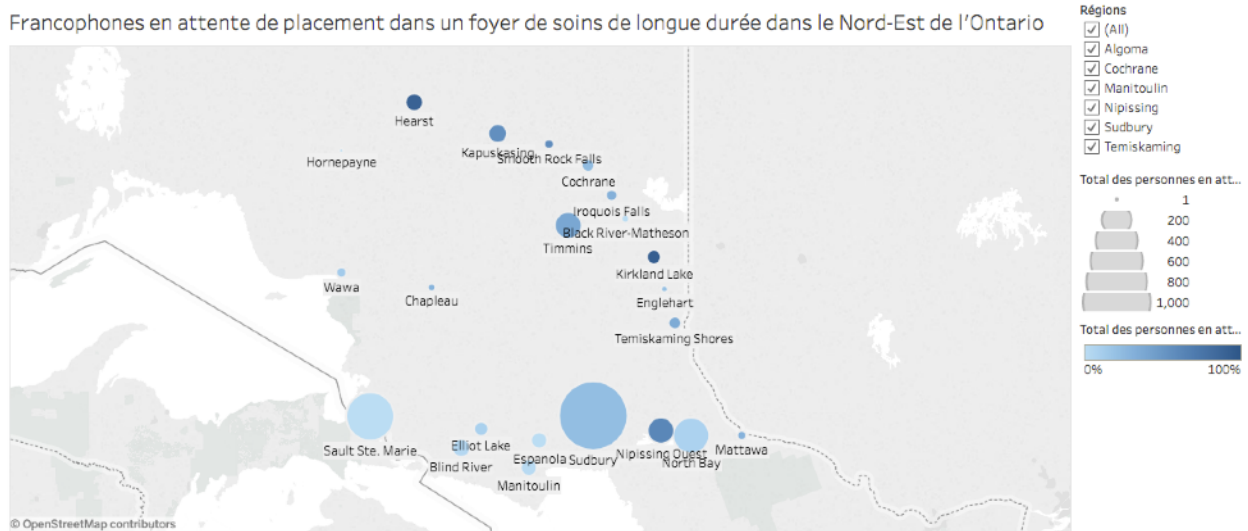 Francophones en attente de placement dans un foyer de soins de longue durée dans le Nord-Est de l'Ontario
Régions
(All)
Algoma
Cochrane
Manitoulin
Nipissing
Sudbury
Temiskaming
Total des personnes en att...
1
200
400
600
800
1,000
Total des personnes en att...
0% 100%
Hearst
Kapuskasing
Smooth Rock Falls
Hornepayne
Cochrane
Iroquois Falls
Black River-Matheson
Timmins
Kirkland Lake
Wawa
Chapleau
Englehart
Temiskaming Shores
Sault Ste. Marie
Elliot Lake
Blind River
Espanola
Sudbury
Nipissing Ouest
North Bay
Mattawa
Manitoulin
© OpenStreetMap contributors